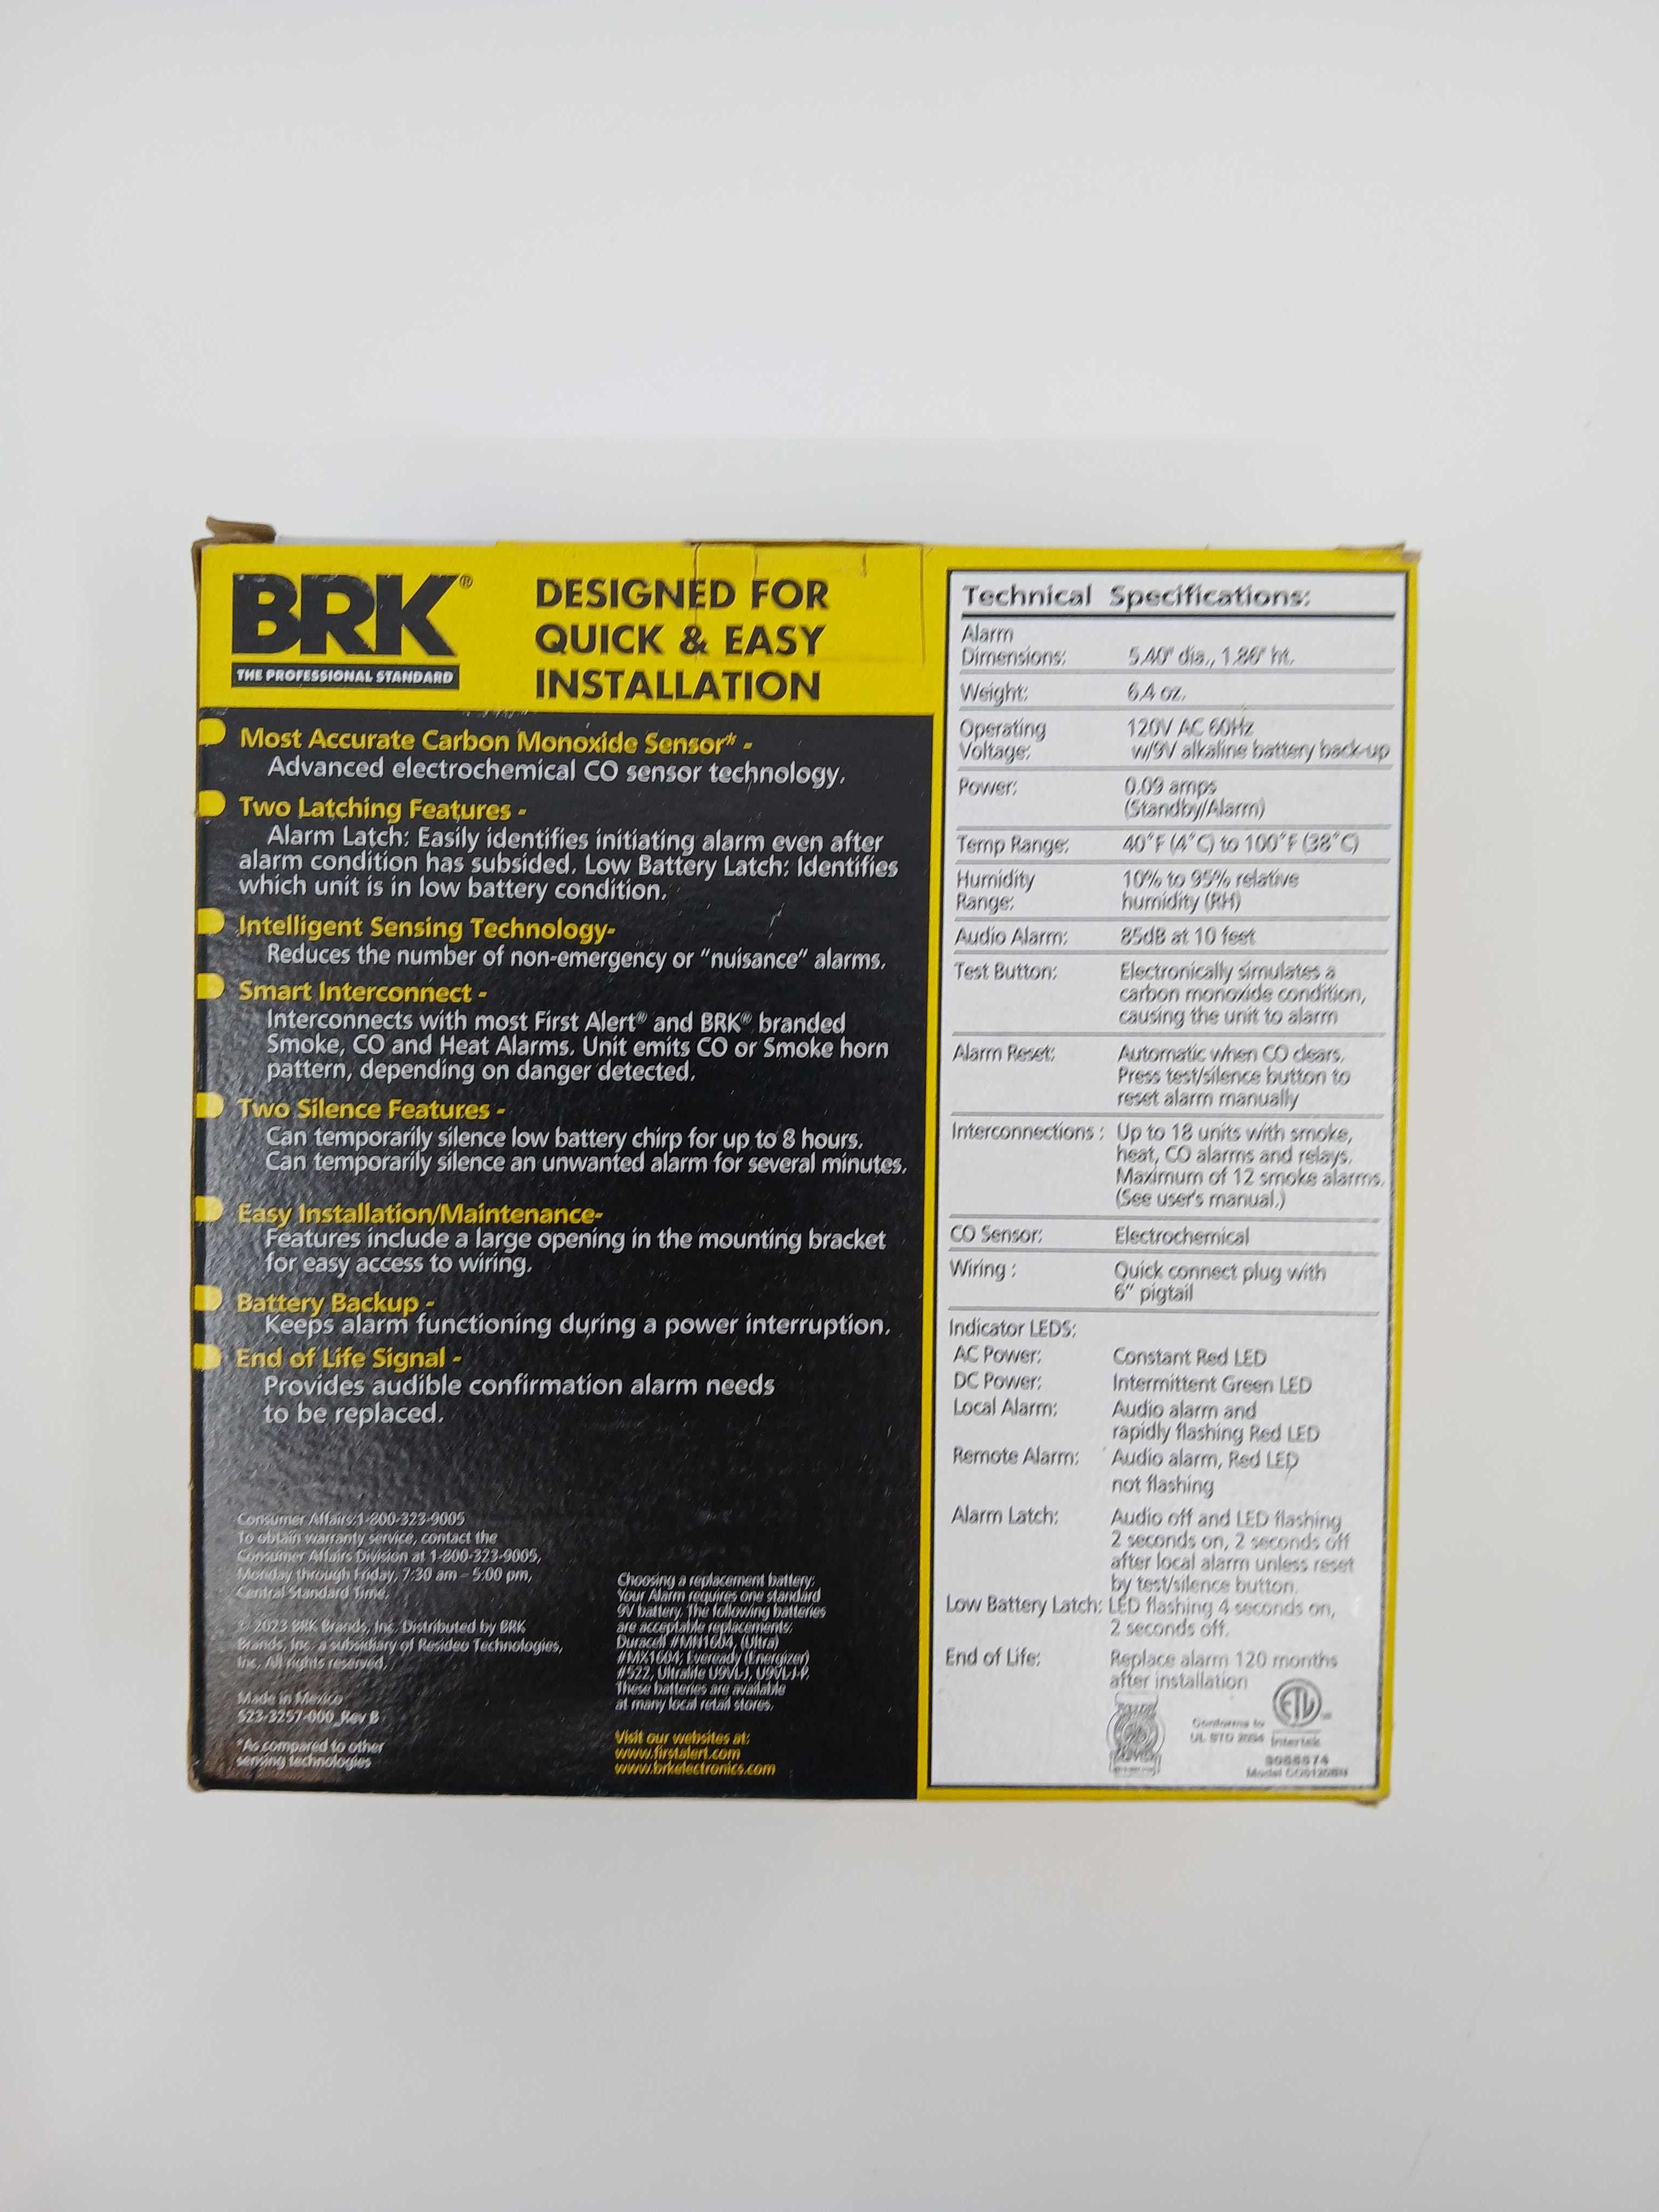 BRK®
THE PROFESSIONAL STANDARD
DESIGNED FOR
QUICK & EASY
INSTALLATION
Most Accurate Carbon Monoxide Sensor* -
Advanced electrochemical CO sensor technology.
Two Latching Features -
Alarm Latch: Easily identifies initiating alarm even after
alarm condition has subsided. Low Battery Latch: Identifies
which unit is in low battery condition.
Intelligent Sensing Technology-
Reduces the number of non-emergency or "nuisance" alarms.
Smart Interconnect -
Interconnects with most First Alert® and BRK® branded
Smoke, CO and Heat Alarms. Unit emits CO or Smoke horn
pattern, depending on danger detected.
Two Silence Features -
Can temporarily silence low battery chirp for up to 8 hours.
Can temporarily silence an unwanted alarm for several minutes.
Easy Installation/Maintenance-
Features include a large opening in the mounting bracket
for easy access to wiring.
Battery Backup -
Keeps alarm functioning during a power interruption.
End of Life Signal -
Provides audible confirmation alarm needs
to be replaced.
Consumer Affairs:1-800-323-9005
To obtain warranty service, contact the
Consumer Affairs Division at 1-800-323-9005,
Monday through Friday, 7:30 am - 5:00 pm,
Central Standard Time.
© 2023 BRK Brands, Inc. Distributed by BRK
Brands, Inc. a subsidiary of Resideo Technologies,
Inc. All rights reserved.
Made in Mexico
523-3257-000_Rev B
*As compared to other
sensing technologies
Choosing a replacement battery:
Your Alarm requires one standard
9V battery. The following batteries
are acceptable replacements:
Duracell #MN1604, (Ultra)
#MX1604; Eveready (Energizer)
#522, Ultralife U9VL-J, U9VL-J-P.
These batteries are available
at many local retail stores.
Visit our websites at:
www.firstalert.com
www.brkelectronics.com
Technical Specifications:
Alarm
Dimensions: 5.40" dia., 1.86" ht.
Weight: 6.4 oz.
Operating 120V AC 60Hz
Voltage: w/9V alkaline battery back-up
Power: 0.09 amps
(Standby/Alarm)
Temp Range: 40°F (4°C) to 100°F (38°C)
Humidity 10% to 95% relative
Range: humidity (RH)
Audio Alarm: 85dB at 10 feet
Test Button: Electronically simulates a
carbon monoxide condition,
causing the unit to alarm
Alarm Reset: Automatic when CO clears.
Press test/silence button to
reset alarm manually
Interconnections : Up to 18 units with smoke,
heat, CO alarms and relays.
Maximum of 12 smoke alarms.
(See user's manual.)
CO Sensor: Electrochemical
Wiring : Quick connect plug with
6" pigtail
Indicator LEDS:
AC Power: Constant Red LED
DC Power: Intermittent Green LED
Local Alarm: Audio alarm and
rapidly flashing Red LED
Remote Alarm: Audio alarm, Red LED
not flashing
Alarm Latch: Audio off and LED flashing
2 seconds on, 2 seconds off
after local alarm unless reset
by test/silence button.
Low Battery Latch: LED flashing 4 seconds on,
2 seconds off.
End of Life: Replace alarm 120 months
after installation
ETL
Conforms to
UL STD 2034 Intertek
Model CO5120BN